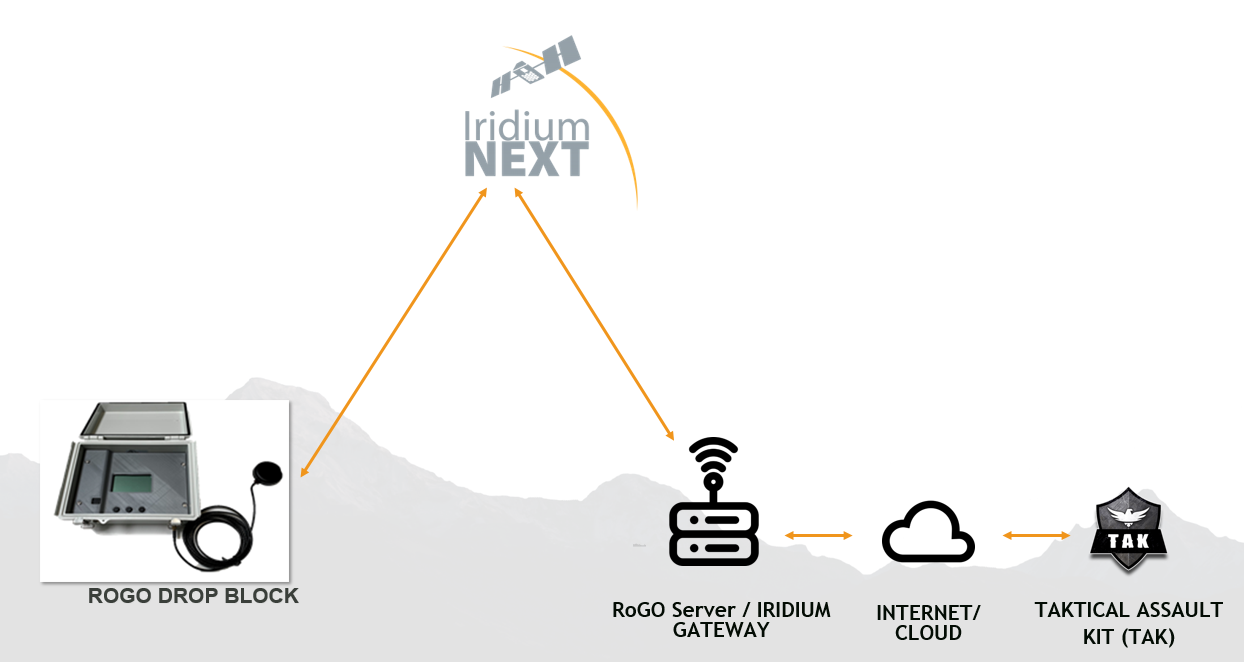 Iridium
NEXT
ROGO DROP BLOCK
RoGO Server / IRIDIUM
GATEWAY
INTERNET/
CLOUD
TAK
TAKTICAL ASSAULT
KIT (TAK)